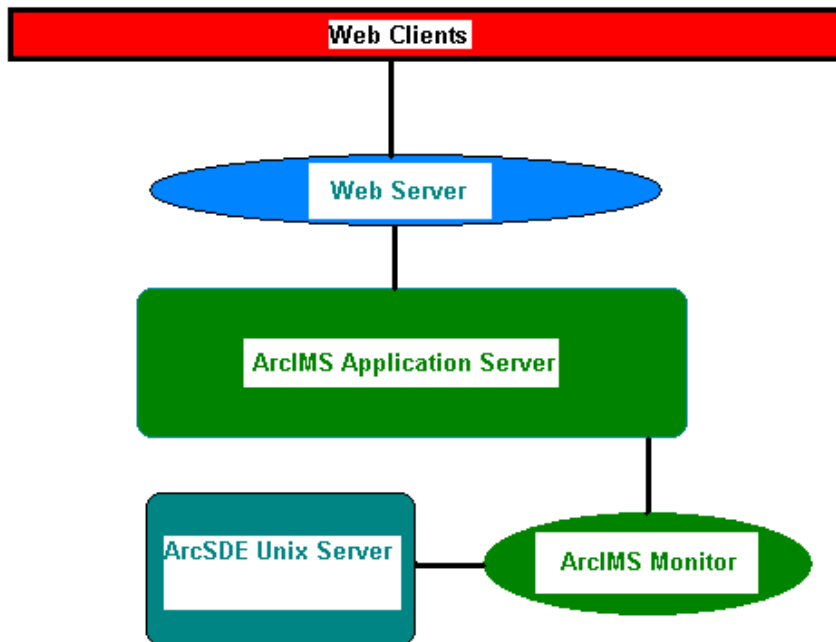 Web Clients
Web Server
ArcIMS Application Server
ArcSDE Unix Server
ArcIMS Monitor